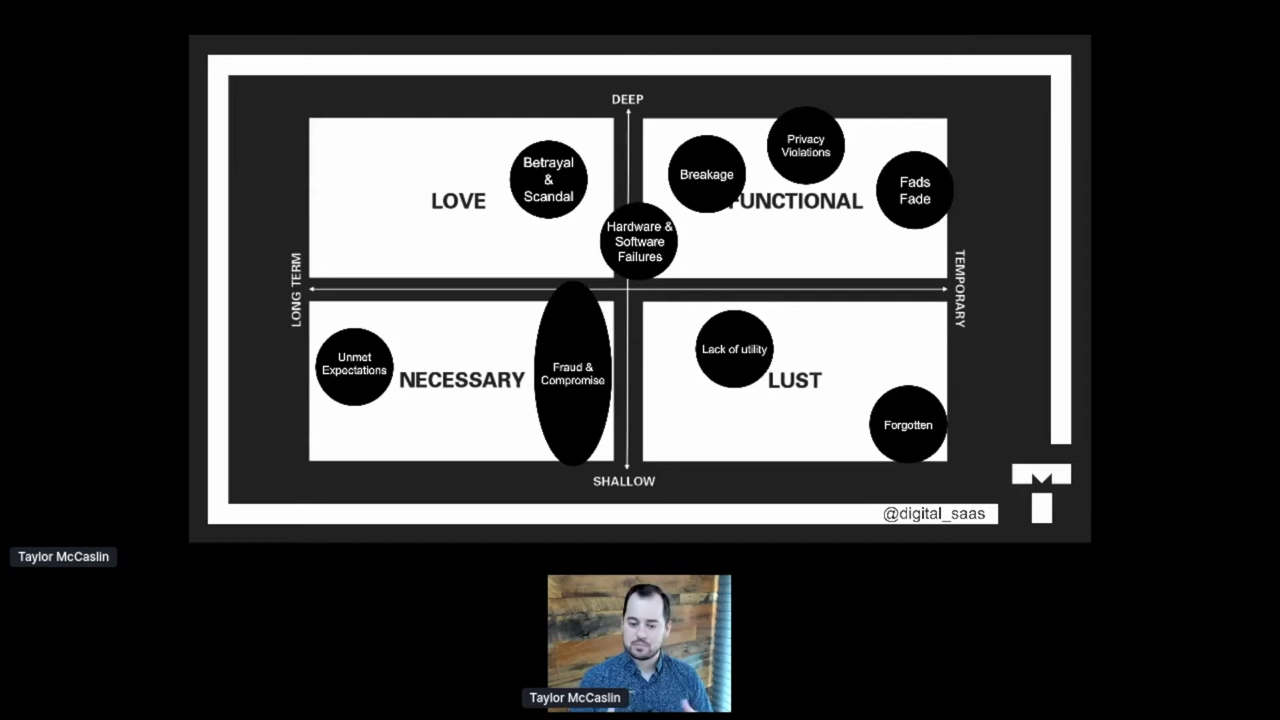 DEEP
Privacy
Violations
Betrayal
&
Scandal
Breakage
Fads
Fade
LOVE
FUNCTIONAL
Hardware &
Software
Failures
LONG TERM
TEMPORARY
Unmet
Expectations
NECESSARY
Fraud &
Compromise
Lack of utility
LUST
Forgotten
SHALLOW
@digital_saas
Taylor McCaslin
Taylor McCaslin